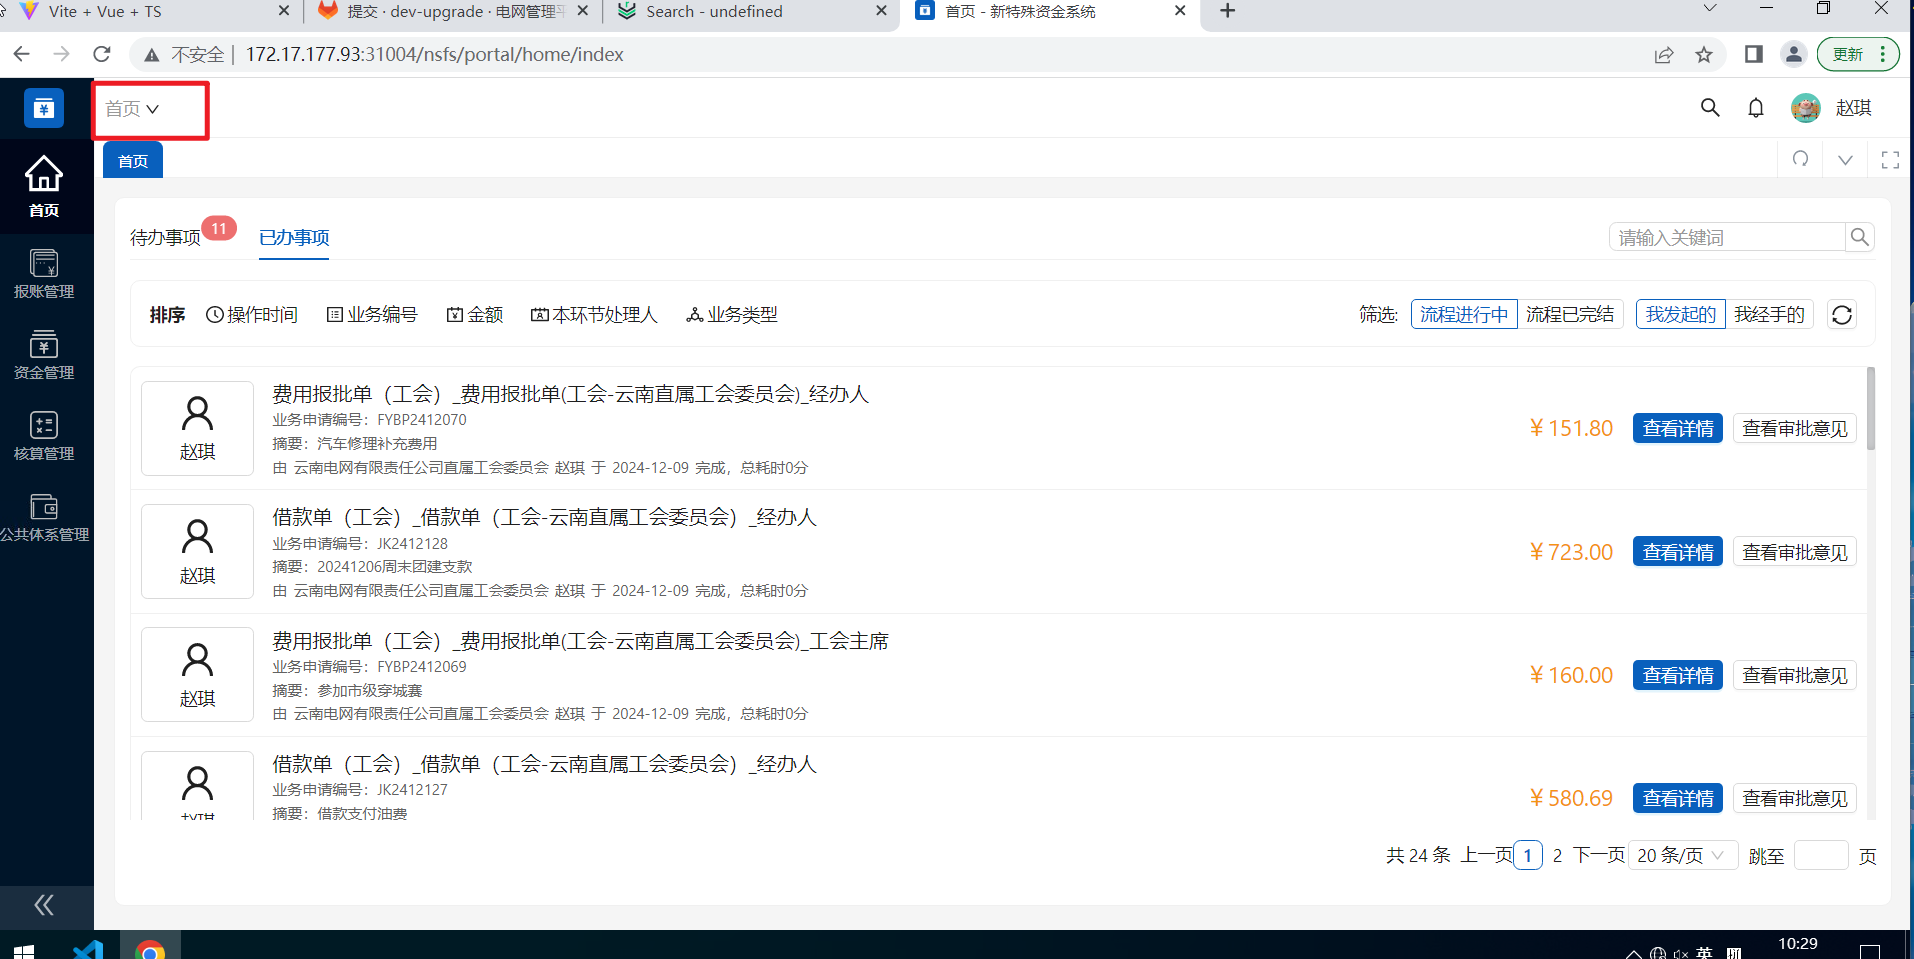 Vite + Vue + TS
提交 · dev-upgrade · 电网管理平
Search - undefined
首页 - 新特殊资金系统
不安全
172.17.177.93:31004/nsfs/portal/home/index
更新
首页
赵琪
首页
首页
报账管理
资金管理
核算管理
公共体系管理
待办事项 11
已办事项
请输入关键词
排序 操作时间 业务编号 金额 本环节处理人 业务类型
筛选: 流程进行中 流程已完结 我发起的 我经手的
赵琪
费用报批单（工会）_费用报批单(工会-云南直属工会委员会)_经办人
业务申请编号：FYBP2412070
摘要：汽车修理补充费用
由 云南电网有限责任公司直属工会委员会 赵琪 于 2024-12-09 完成，总耗时0分
¥ 151.80 查看详情 查看审批意见
赵琪
借款单（工会）_借款单（工会-云南直属工会委员会）_经办人
业务申请编号：JK2412128
摘要：20241206周末团建支款
由 云南电网有限责任公司直属工会委员会 赵琪 于 2024-12-09 完成，总耗时0分
¥ 723.00 查看详情 查看审批意见
赵琪
费用报批单（工会）_费用报批单(工会-云南直属工会委员会)_工会主席
业务申请编号：FYBP2412069
摘要：参加市级穿城赛
由 云南电网有限责任公司直属工会委员会 赵琪 于 2024-12-09 完成，总耗时0分
¥ 160.00 查看详情 查看审批意见
赵琪
借款单（工会）_借款单（工会-云南直属工会委员会）_经办人
业务申请编号：JK2412127
摘要：借款支付油费
¥ 580.69 查看详情 查看审批意见
共 24 条 上一页 1 2 下一页 20 条/页 跳至 页
英 拼
10:29